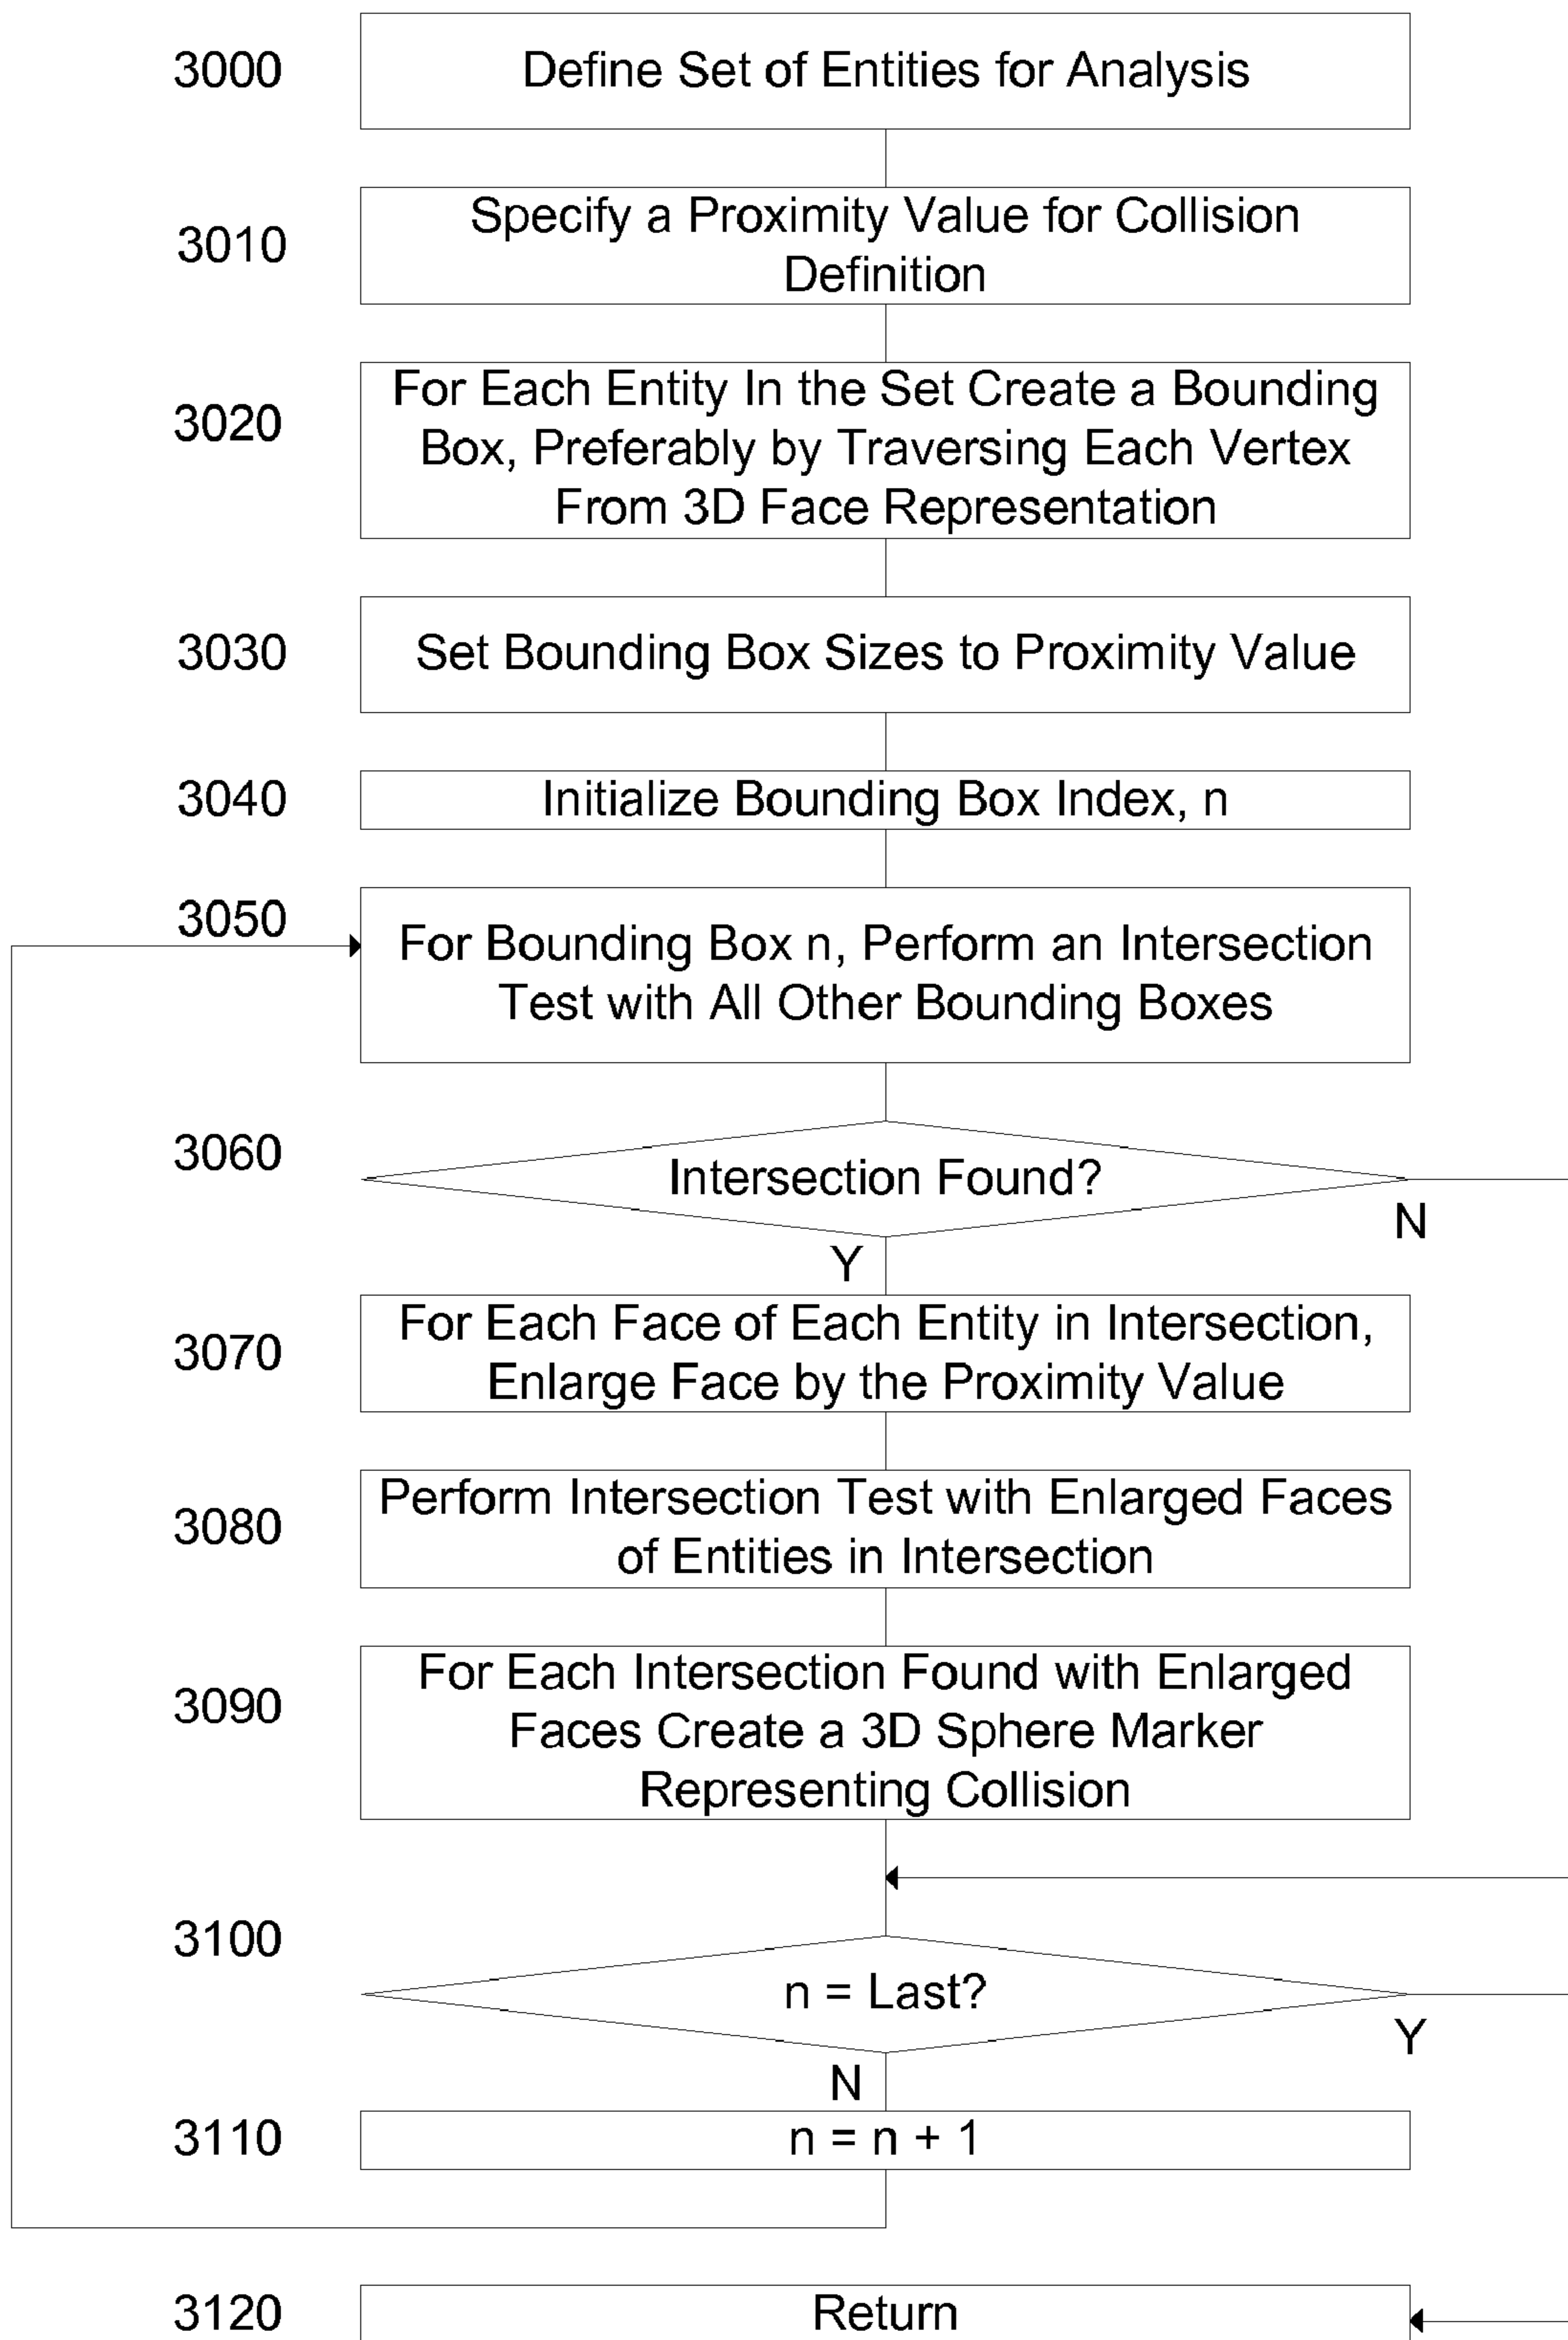 3000
Define Set of Entities for Analysis
3010
Specify a Proximity Value for Collision
Definition
3020
For Each Entity In the Set Create a Bounding
Box, Preferably by Traversing Each Vertex
From 3D Face Representation
3030
Set Bounding Box Sizes to Proximity Value
3040
Initialize Bounding Box Index, n
3050
For Bounding Box n, Perform an Intersection
Test with All Other Bounding Boxes
3060
Intersection Found?
N
Y
3070
For Each Face of Each Entity in Intersection,
Enlarge Face by the Proximity Value
3080
Perform Intersection Test with Enlarged Faces
of Entities in Intersection
3090
For Each Intersection Found with Enlarged
Faces Create a 3D Sphere Marker
Representing Collision
3100
n = Last?
Y
N
3110
n = n + 1
3120
Return